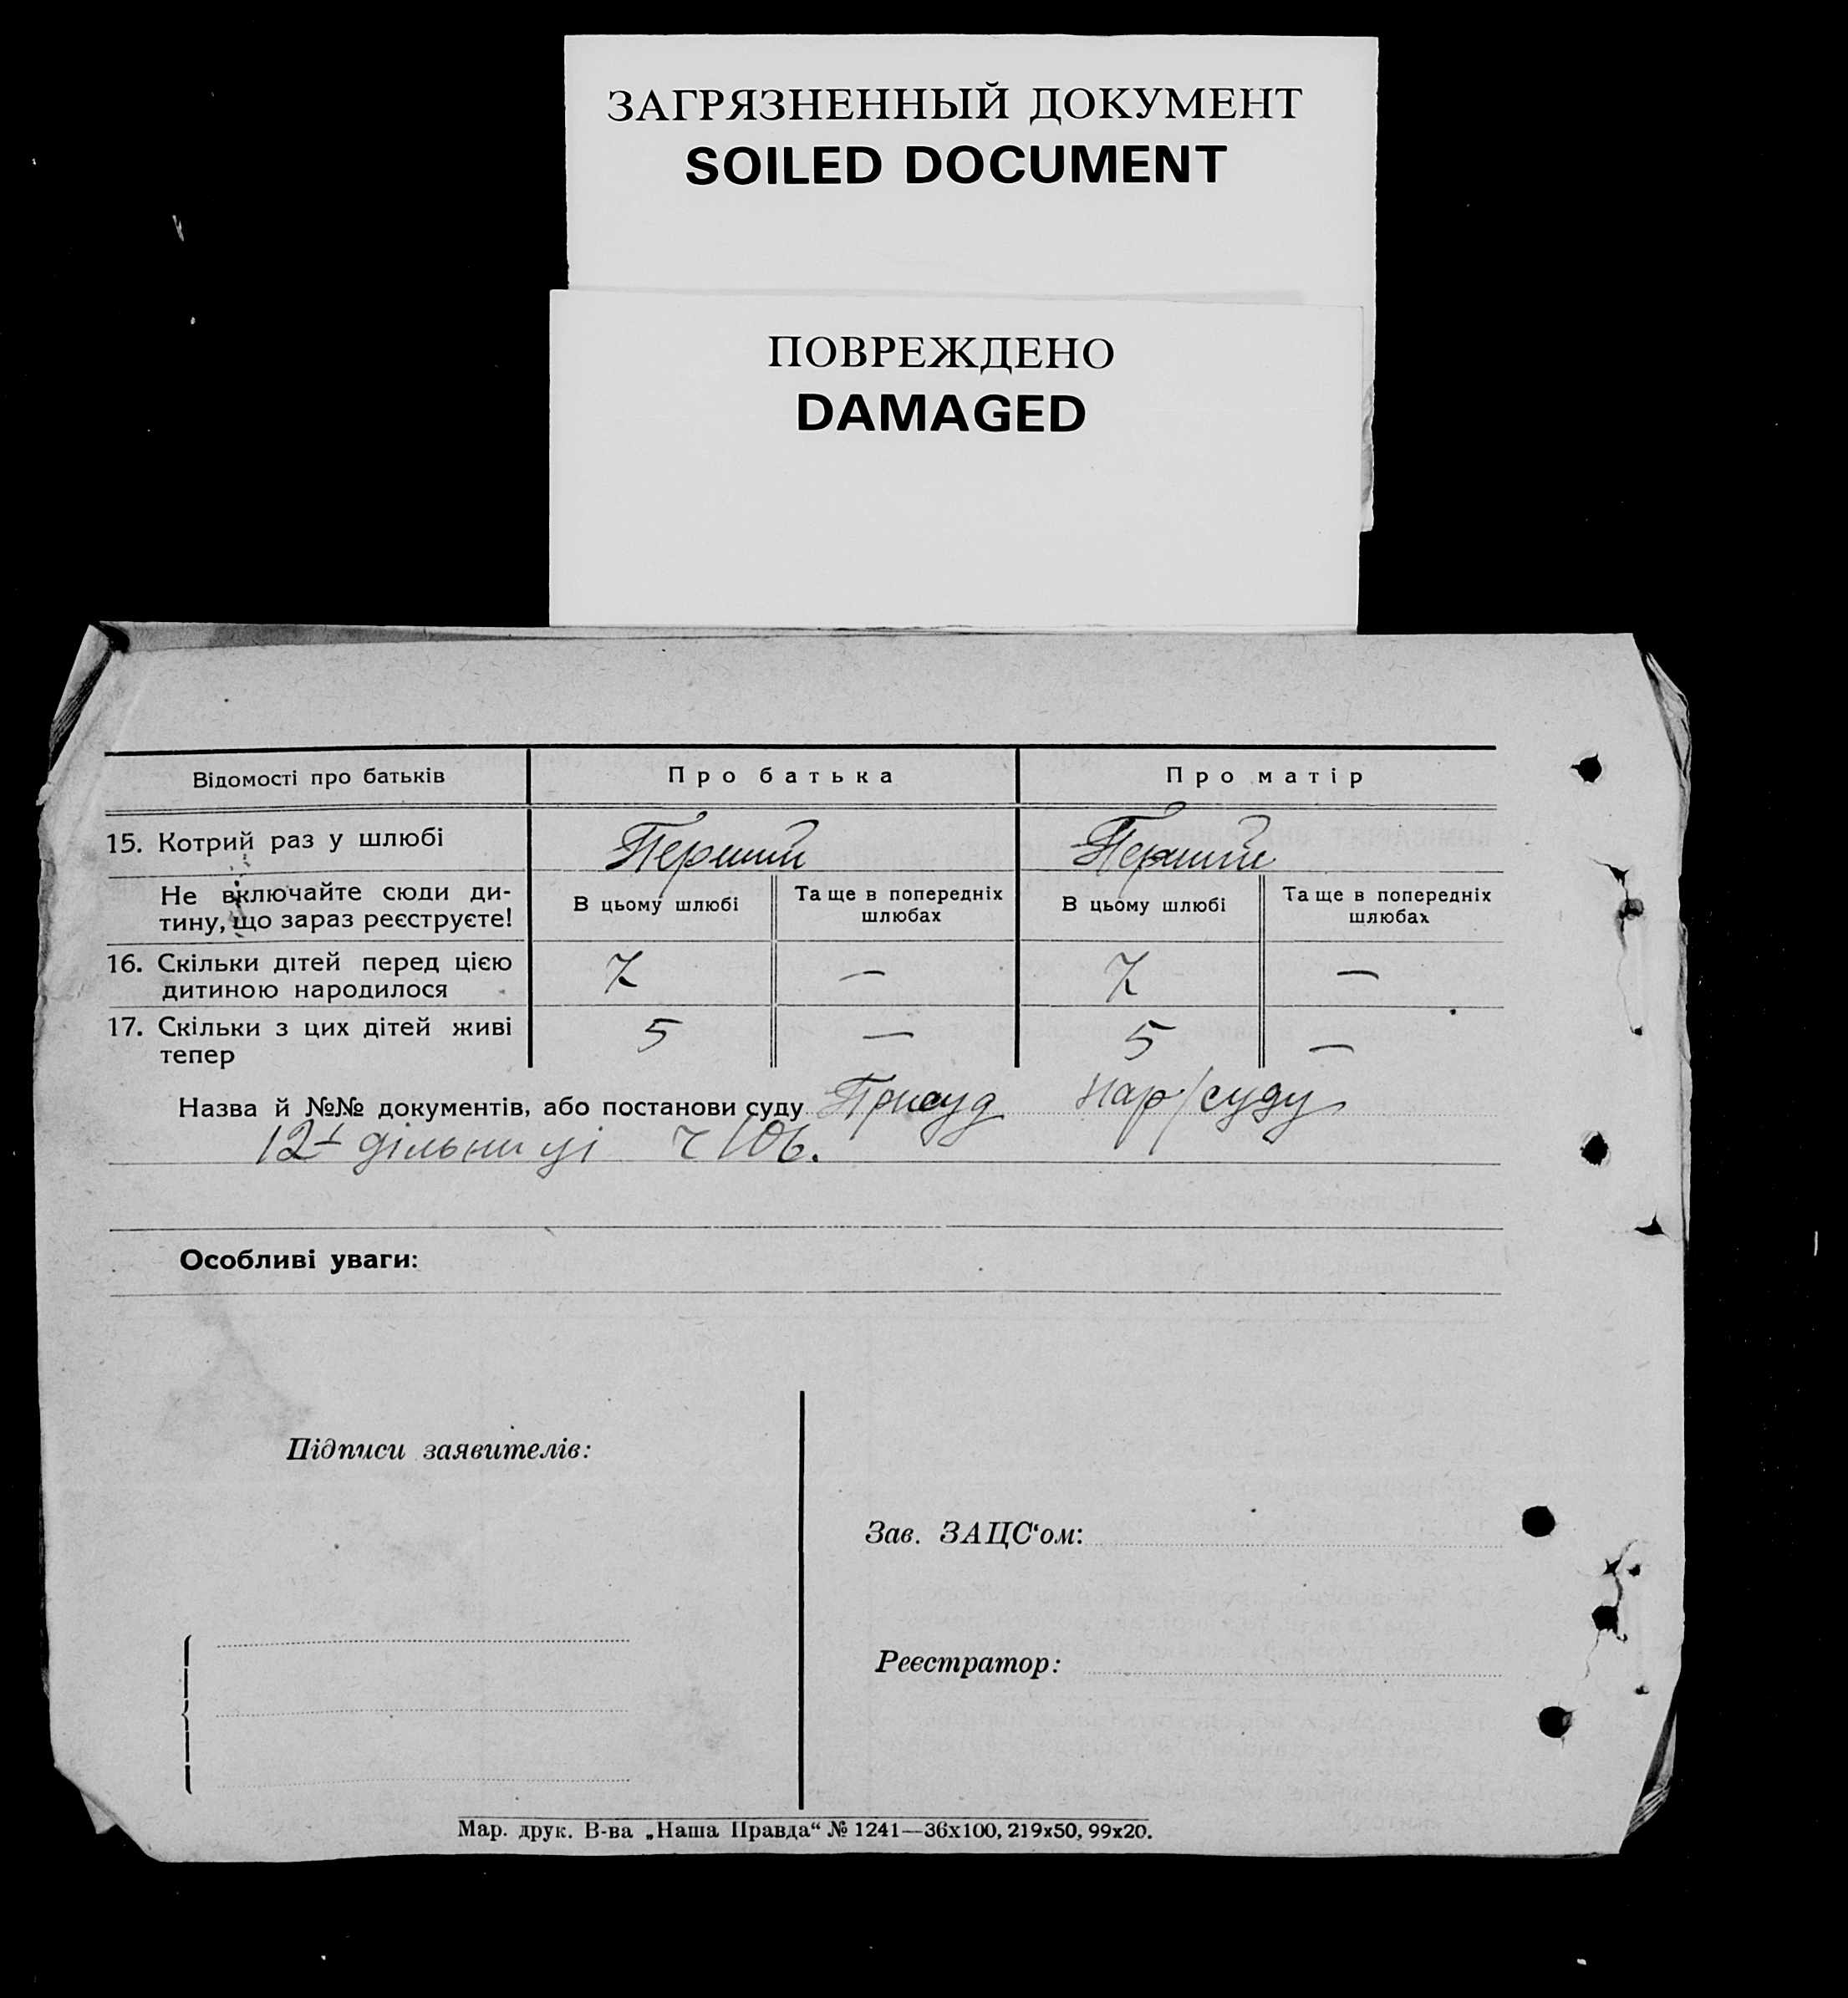 ЗАГРЯЗНЕННЫЙ ДОКУМЕНТ
SOILED DOCUMENT
ПОВРЕЖДЕНО
DAMAGED
Відомості про батьків Про батька Про матір
15. Котрий раз у шлюбі Перший Перший
Не включайте сюди ди-
тину, що зараз реєструєте!
В цьому шлюбі Та ще в попередніх
шлюбах
В цьому шлюбі Та ще в попередніх
шлюбах
16. Скільки дітей перед цією
дитиною народилося 7 — 7 —
17. Скільки з цих дітей живі
тепер 5 — 5 —
Назва й №№ документів, або постанови суду Присуд Нар/суду
12ї дільниці
Особливі уваги:
Підписи заявителів:
Зав. ЗАЦС‘ом:
Реєстратор:
Мар. друк. В-ва „Наша Правда“ № 1241—36х100, 219х50, 99х20.